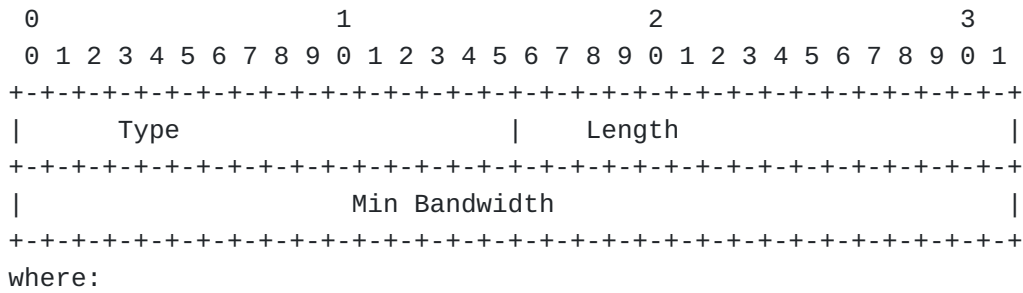 0                   1                   2                   3
 0 1 2 3 4 5 6 7 8 9 0 1 2 3 4 5 6 7 8 9 0 1 2 3 4 5 6 7 8 9 0 1
+-+-+-+-+-+-+-+-+-+-+-+-+-+-+-+-+-+-+-+-+-+-+-+-+-+-+-+-+-+-+-+-+
|      Type                     |    Length                     |
+-+-+-+-+-+-+-+-+-+-+-+-+-+-+-+-+-+-+-+-+-+-+-+-+-+-+-+-+-+-+-+-+
|                     Min Bandwidth                             |
+-+-+-+-+-+-+-+-+-+-+-+-+-+-+-+-+-+-+-+-+-+-+-+-+-+-+-+-+-+-+-+-+
where: